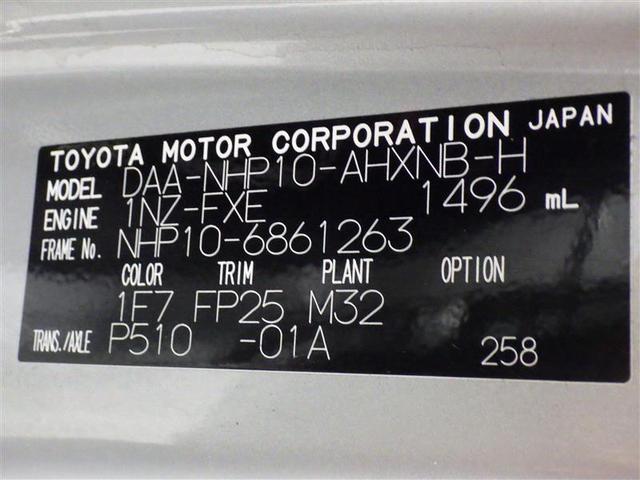 TOYOTA MOTOR CORPORATION JAPAN
MODEL DAA-NHP10-AHXNB-H
ENGINE 1NZ-FXE 1496 mL
FRAME No. NHP10-6861263
COLOR TRIM PLANT OPTION
1F7 FP25 M32
TRANS./AXLE P510 -01A 258